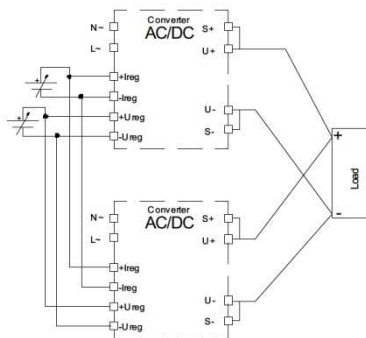 Converter
AC/DC
N~
L~
+Ireg
-Ireg
+Ureg
-Ureg
S+
U+
U-
S-
+
-
Load
+
+
Converter
AC/DC
N~
L~
+Ireg
-Ireg
+Ureg
-Ureg
S+
U+
U-
S-